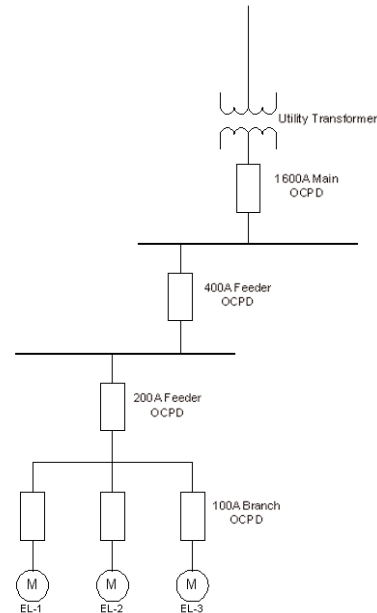 Utility Transformer
1600A Main
OCPD
400A Feeder
OCPD
200A Feeder
OCPD
100A Branch
OCPD
M M M
EL-1 EL-2 EL-3